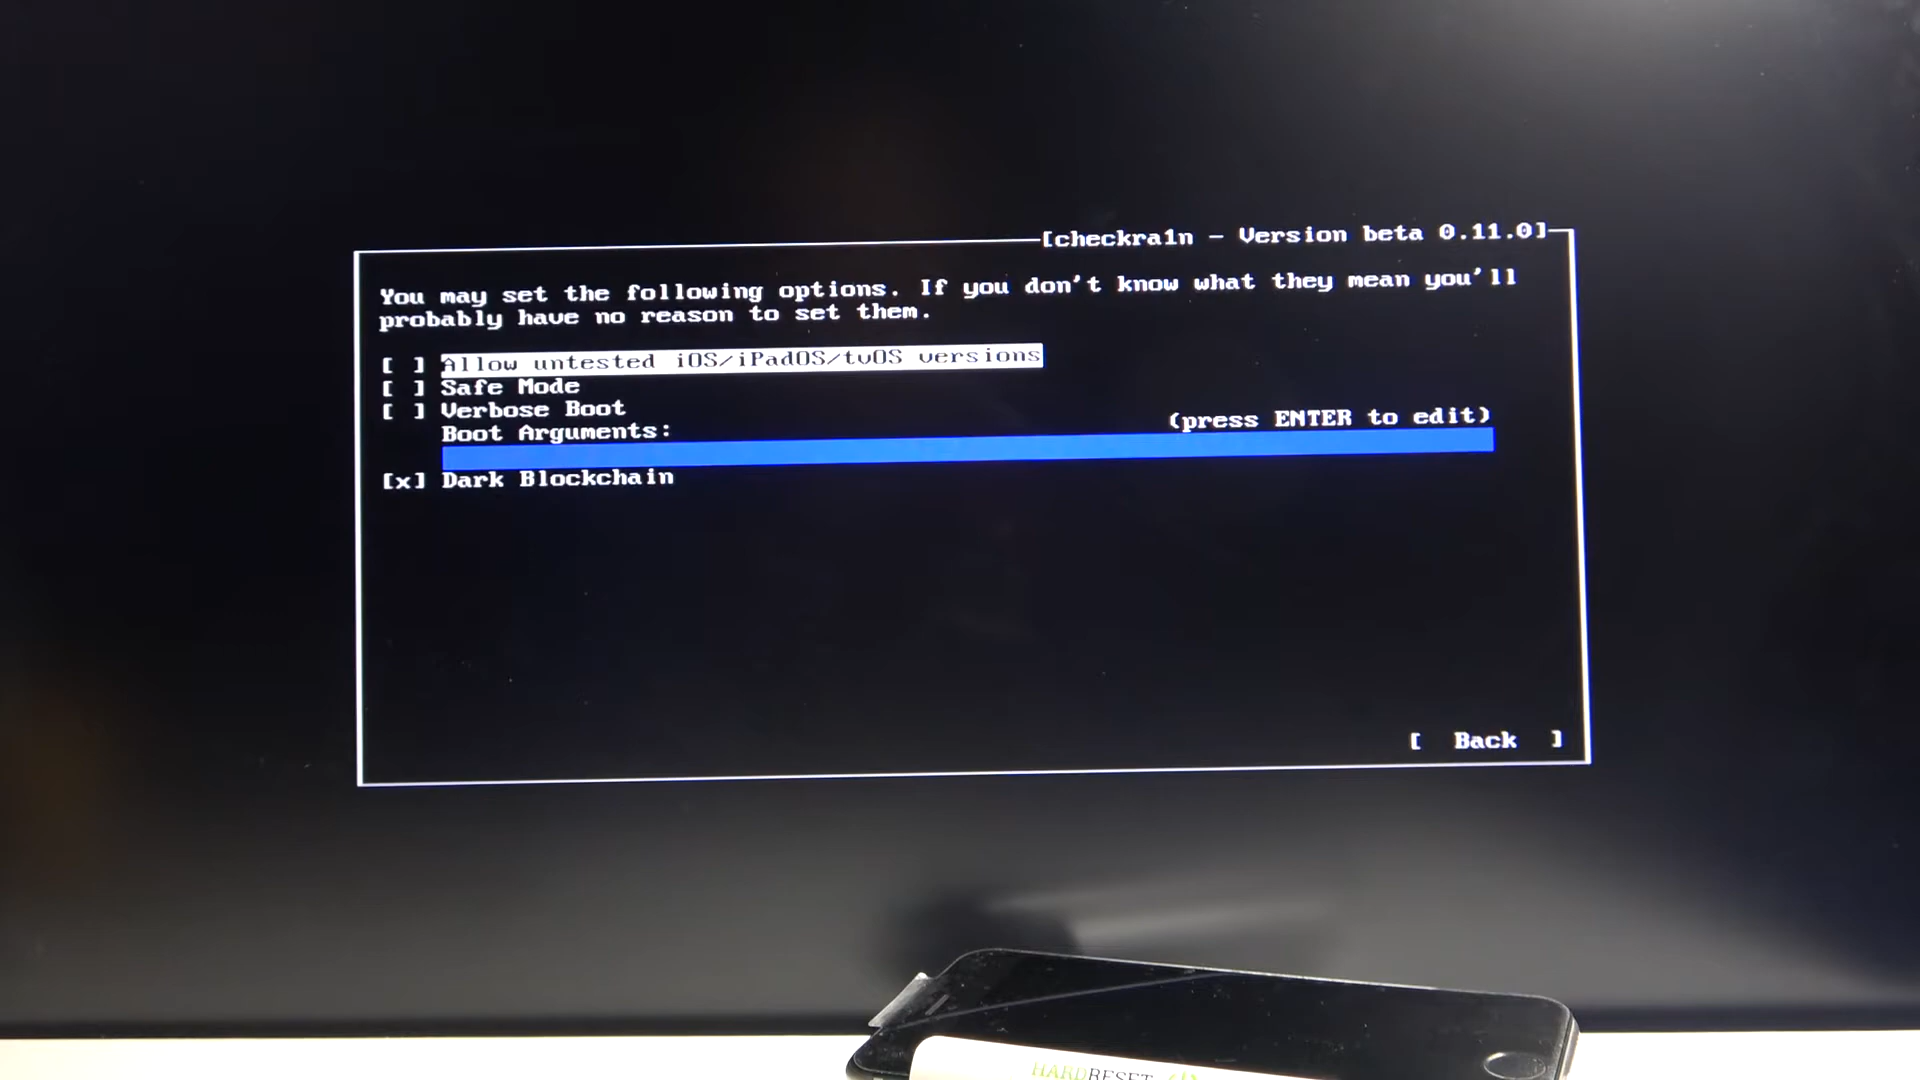 [checkra1n - Version beta 0.11.0]
You may set the following options. If you don't know what they mean you'll
probably have no reason to set them.
[ ] Allow untested iOS/iPadOS/tvOS versions
[ ] Safe Mode
[ ] Verbose Boot
Boot Arguments: (press ENTER to edit)
[x] Dark Blockchain
[ Back ]
HARDRESET